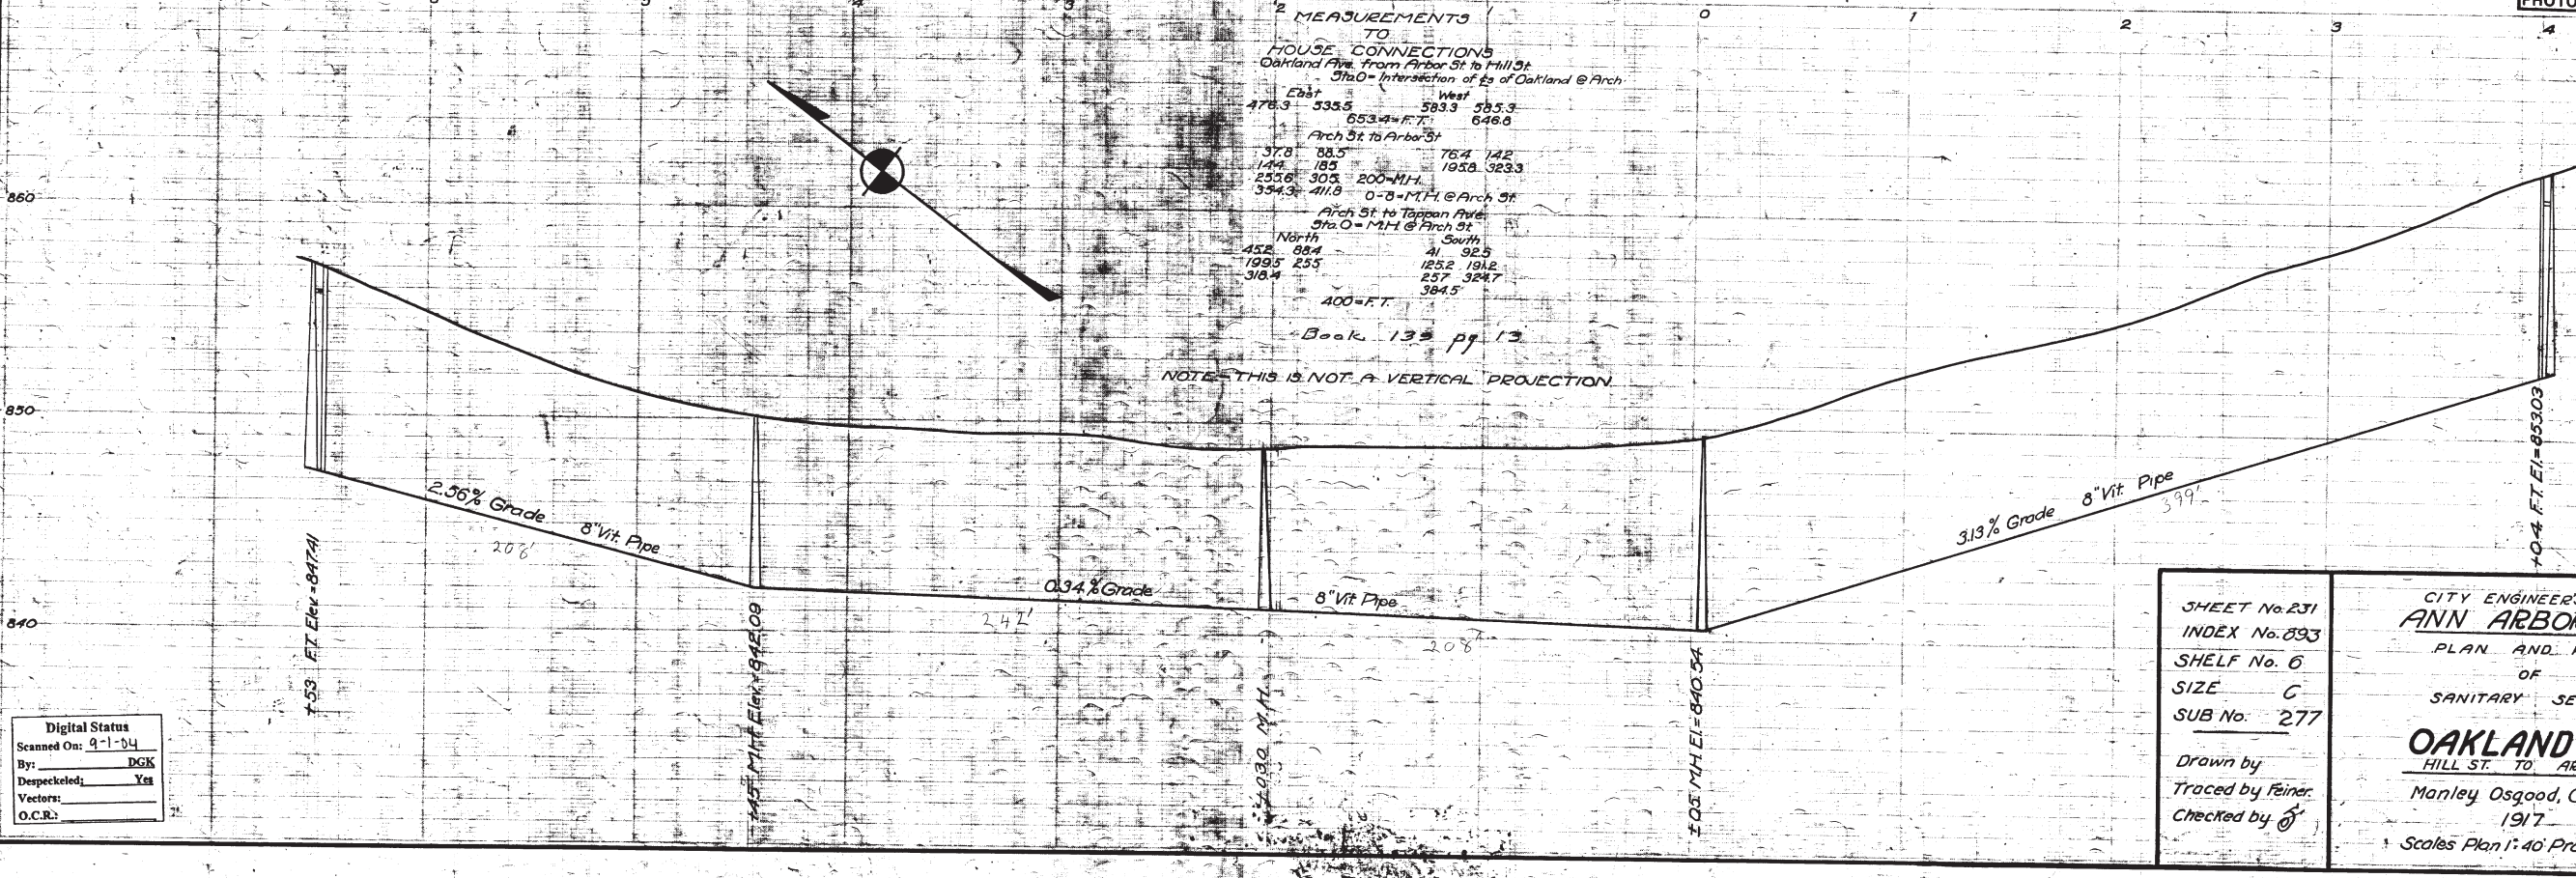 3
2
0
1
2
3
4
MEASUREMENTS
TO
HOUSE CONNECTIONS
Oakland Ave. from Arbor St. to Hill St.
Sta. 0 = Intersection of ℄s of Oakland @ Arch
East West
476.3 535.5 583.3 585.3
653.4 = F.T. 646.8
Arch St. to Arbor St
37.8 88.5 76.4 142
144 185 195.8 323.3
255.6 305 200 = M.H.
354.3 411.8 0-8 = M.H. @ Arch St.
Arch St. to Tappan Ave.
Sta. 0 = M.H. @ Arch St.
North South
45.2 88.4 41 92.5
199.5 255 125.2 191.2
318.4 257 324.7
384.5
400 = F.T.
Book 139 pg 13
NOTE - THIS IS NOT A VERTICAL PROJECTION
860
850
840
2.56% Grade 8" Vit. Pipe
206'
0.34% Grade 8" Vit. Pipe
242'
208'
3.13% Grade 8" Vit. Pipe
399'
+53 F.T. Elev = 847.41
+45 M.H. Elev. = 842.09
+93.0 M.H.
±0.5 M.H. El. = 840.54
+0.4 F.T. El. = 853.03
Digital Status
Scanned On: 9-1-04
By: DGK
Despeckeled: Yes
Vectors:
O.C.R.:
SHEET No. 231
INDEX No. 893
SHELF No. 6
SIZE C
SUB No. 277
Drawn by
Traced by Feiner.
Checked by
CITY ENGINEER'S
ANN ARBOR
PLAN AND
OF
SANITARY SE
OAKLAND
HILL ST. TO AR
Manley Osgood, C
1917
Scales Plan 1"=40' Pro